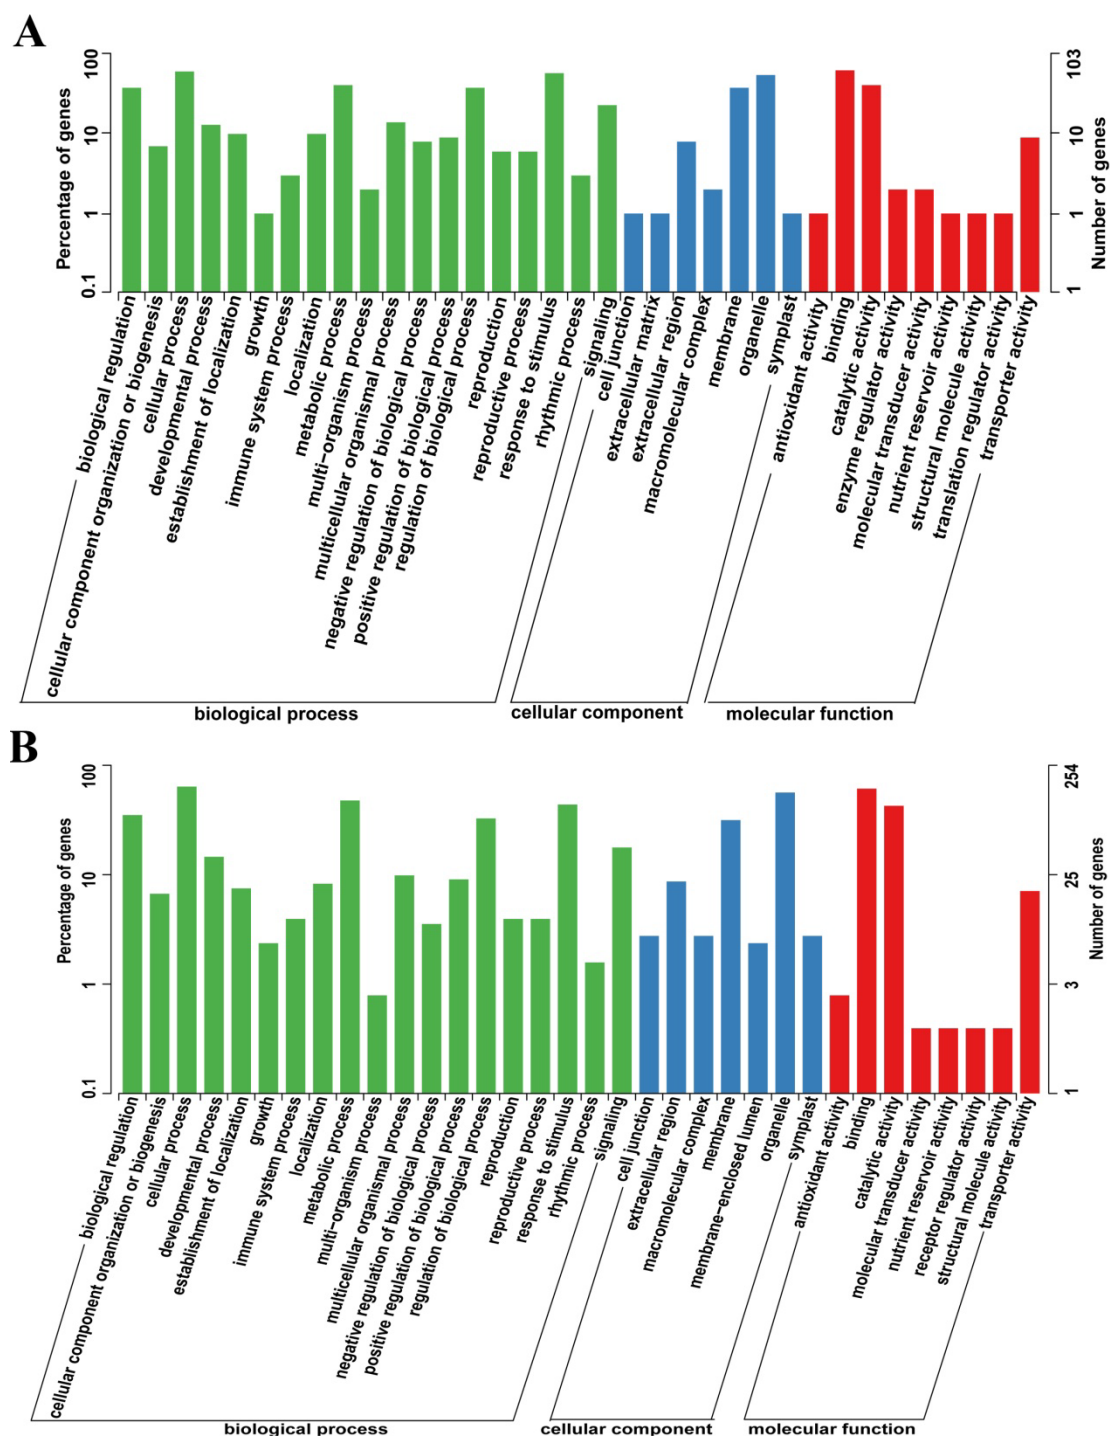 A
Percentage of genes
100
10
1
0.1
103
10
1
1
Number of genes
biological regulation
cellular component organization or biogenesis
cellular process
developmental process
establishment of localization
growth
immune system process
localization
metabolic process
multi-organism process
multicellular organismal process
negative regulation of biological process
positive regulation of biological process
regulation of biological process
reproduction
reproductive process
response to stimulus
rhythmic process
signaling
cell junction
extracellular matrix
extracellular region
macromolecular complex
membrane
organelle
symplast
antioxidant activity
binding
catalytic activity
enzyme regulator activity
molecular transducer activity
nutrient reservoir activity
structural molecule activity
translation regulator activity
transporter activity
biological process
cellular component
molecular function
B
Percentage of genes
100
10
1
0.1
254
25
3
1
Number of genes
biological regulation
cellular component organization or biogenesis
cellular process
developmental process
establishment of localization
growth
immune system process
localization
metabolic process
multi-organism process
multicellular organismal process
negative regulation of biological process
positive regulation of biological process
regulation of biological process
reproduction
reproductive process
response to stimulus
rhythmic process
signaling
cell junction
extracellular region
macromolecular complex
membrane
membrane-enclosed lumen
organelle
symplast
antioxidant activity
binding
catalytic activity
molecular transducer activity
nutrient reservoir activity
receptor regulator activity
structural molecule activity
transporter activity
biological process
cellular component
molecular function